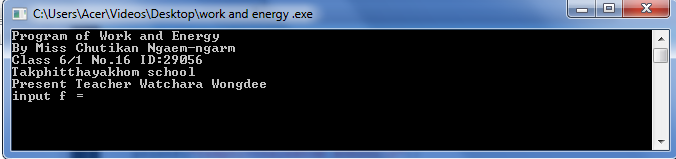 C:\Users\Acer\Videos\Desktop\work and energy .exe
Program of Work and Energy
By Miss Chutikan Ngaem-ngarm
Class 6/1 No.16 ID:29056
Takphitthayakhom school
Present Teacher Watchara Wongdee
input f =